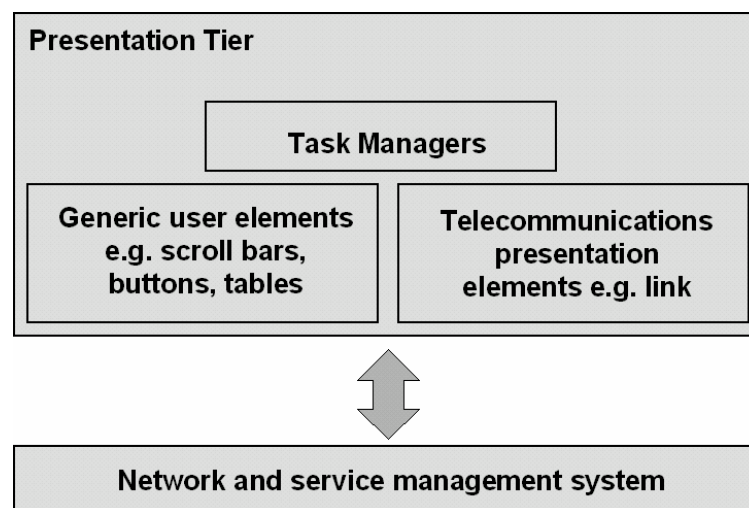 Presentation Tier
Task Managers
Generic user elements
e.g. scroll bars,
buttons, tables
Telecommunications
presentation
elements e.g. link
Network and service management system